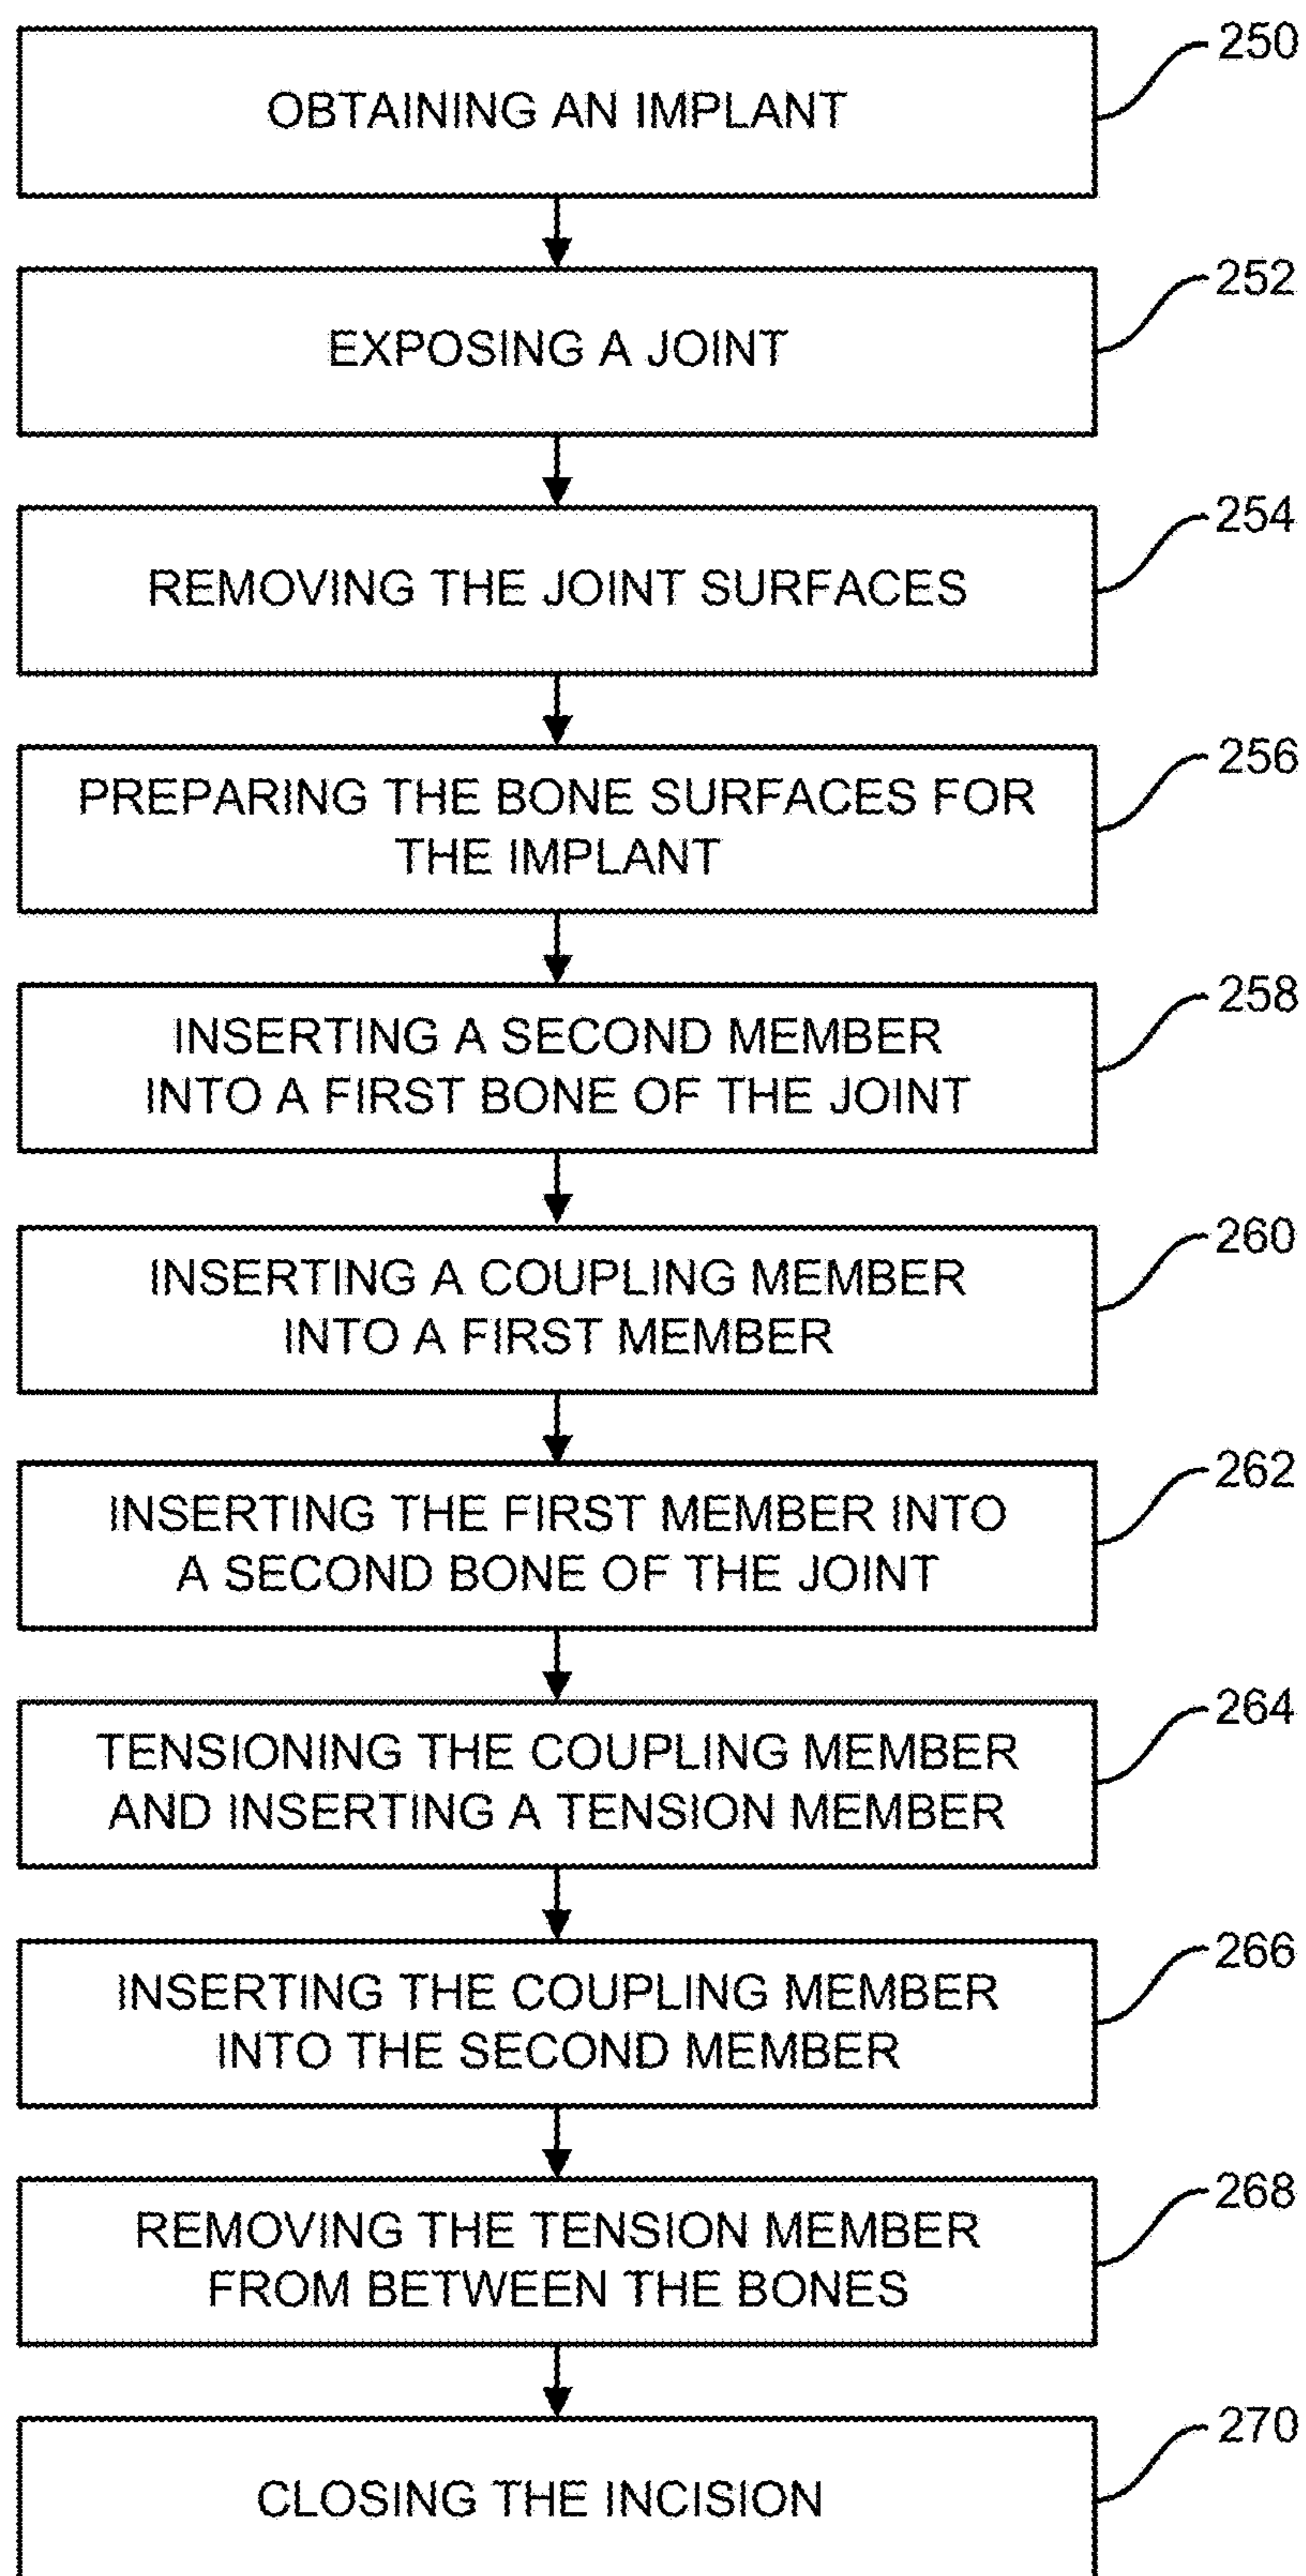 250
OBTAINING AN IMPLANT
252
EXPOSING A JOINT
254
REMOVING THE JOINT SURFACES
256
PREPARING THE BONE SURFACES FOR
THE IMPLANT
258
INSERTING A SECOND MEMBER
INTO A FIRST BONE OF THE JOINT
260
INSERTING A COUPLING MEMBER
INTO A FIRST MEMBER
262
INSERTING THE FIRST MEMBER INTO
A SECOND BONE OF THE JOINT
264
TENSIONING THE COUPLING MEMBER
AND INSERTING A TENSION MEMBER
266
INSERTING THE COUPLING MEMBER
INTO THE SECOND MEMBER
268
REMOVING THE TENSION MEMBER
FROM BETWEEN THE BONES
270
CLOSING THE INCISION